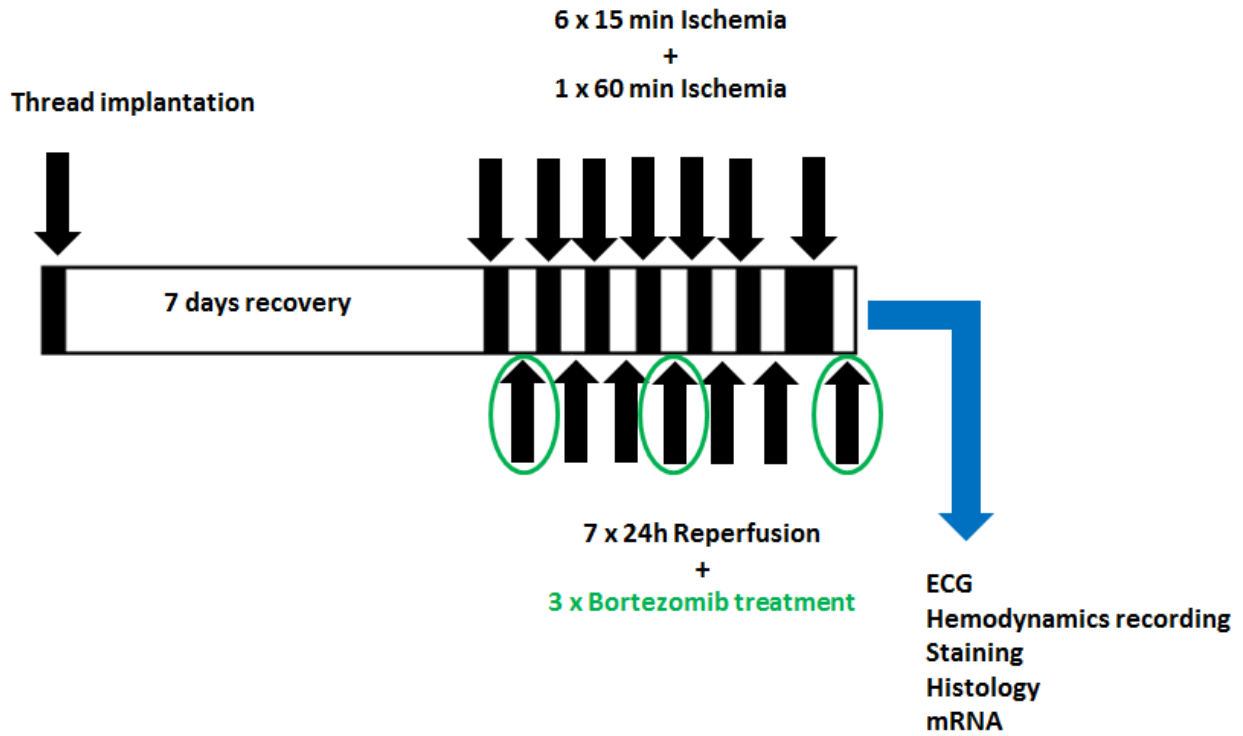 6 x 15 min Ischemia
+
1 x 60 min Ischemia
Thread implantation
7 days recovery
7 x 24h Reperfusion
+
3 x Bortezomib treatment
ECG
Hemodynamics recording
Staining
Histology
mRNA